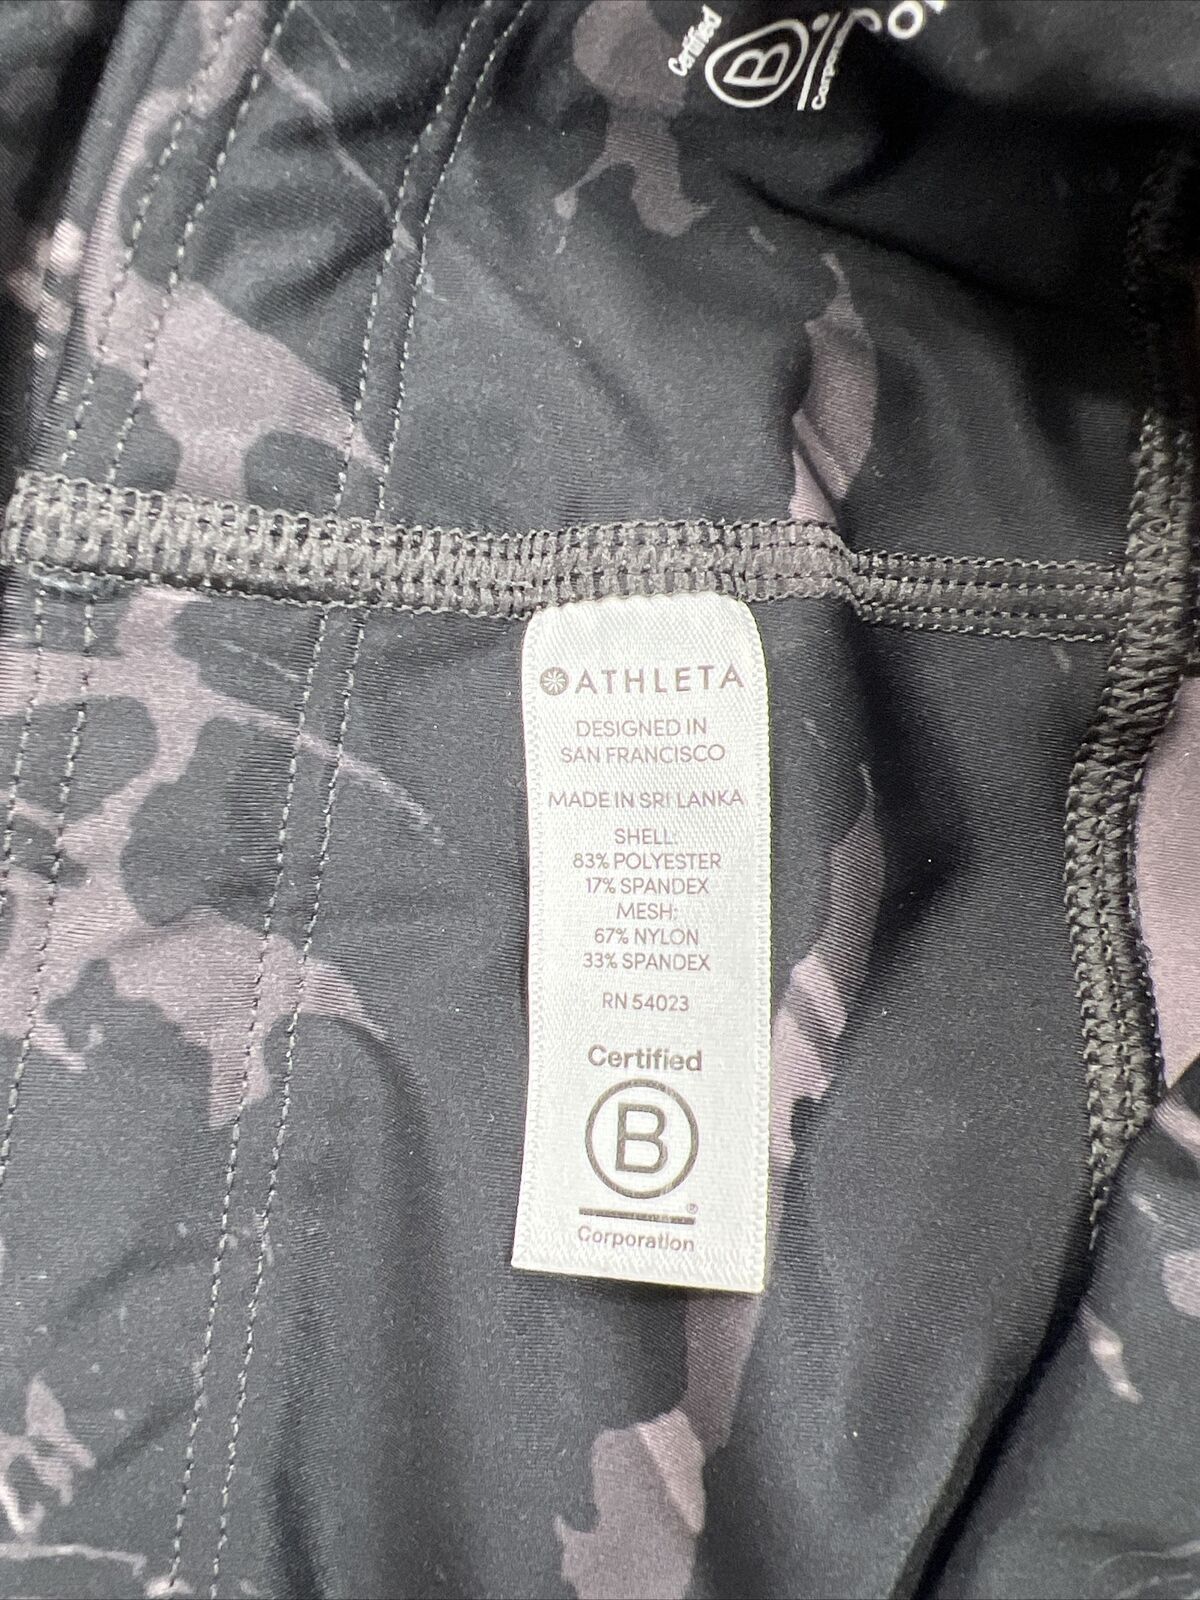 Certified
B
Corporation
ATHLETA
DESIGNED IN
SAN FRANCISCO
MADE IN SRI LANKA
SHELL:
83% POLYESTER
17% SPANDEX
MESH:
67% NYLON
33% SPANDEX
RN 54023
Certified
B
®
Corporation